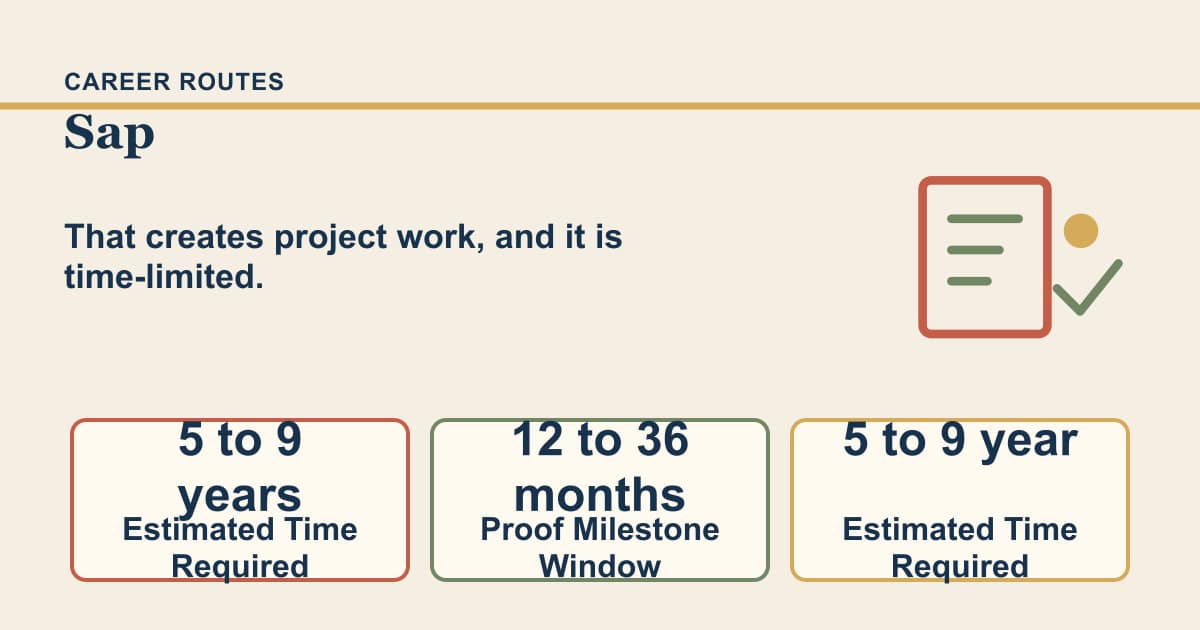 CAREER ROUTES
Sap
That creates project work, and it is
time-limited.
5 to 9
years
Estimated Time
Required
12 to 36
months
Proof Milestone
Window
5 to 9 year
Estimated Time
Required